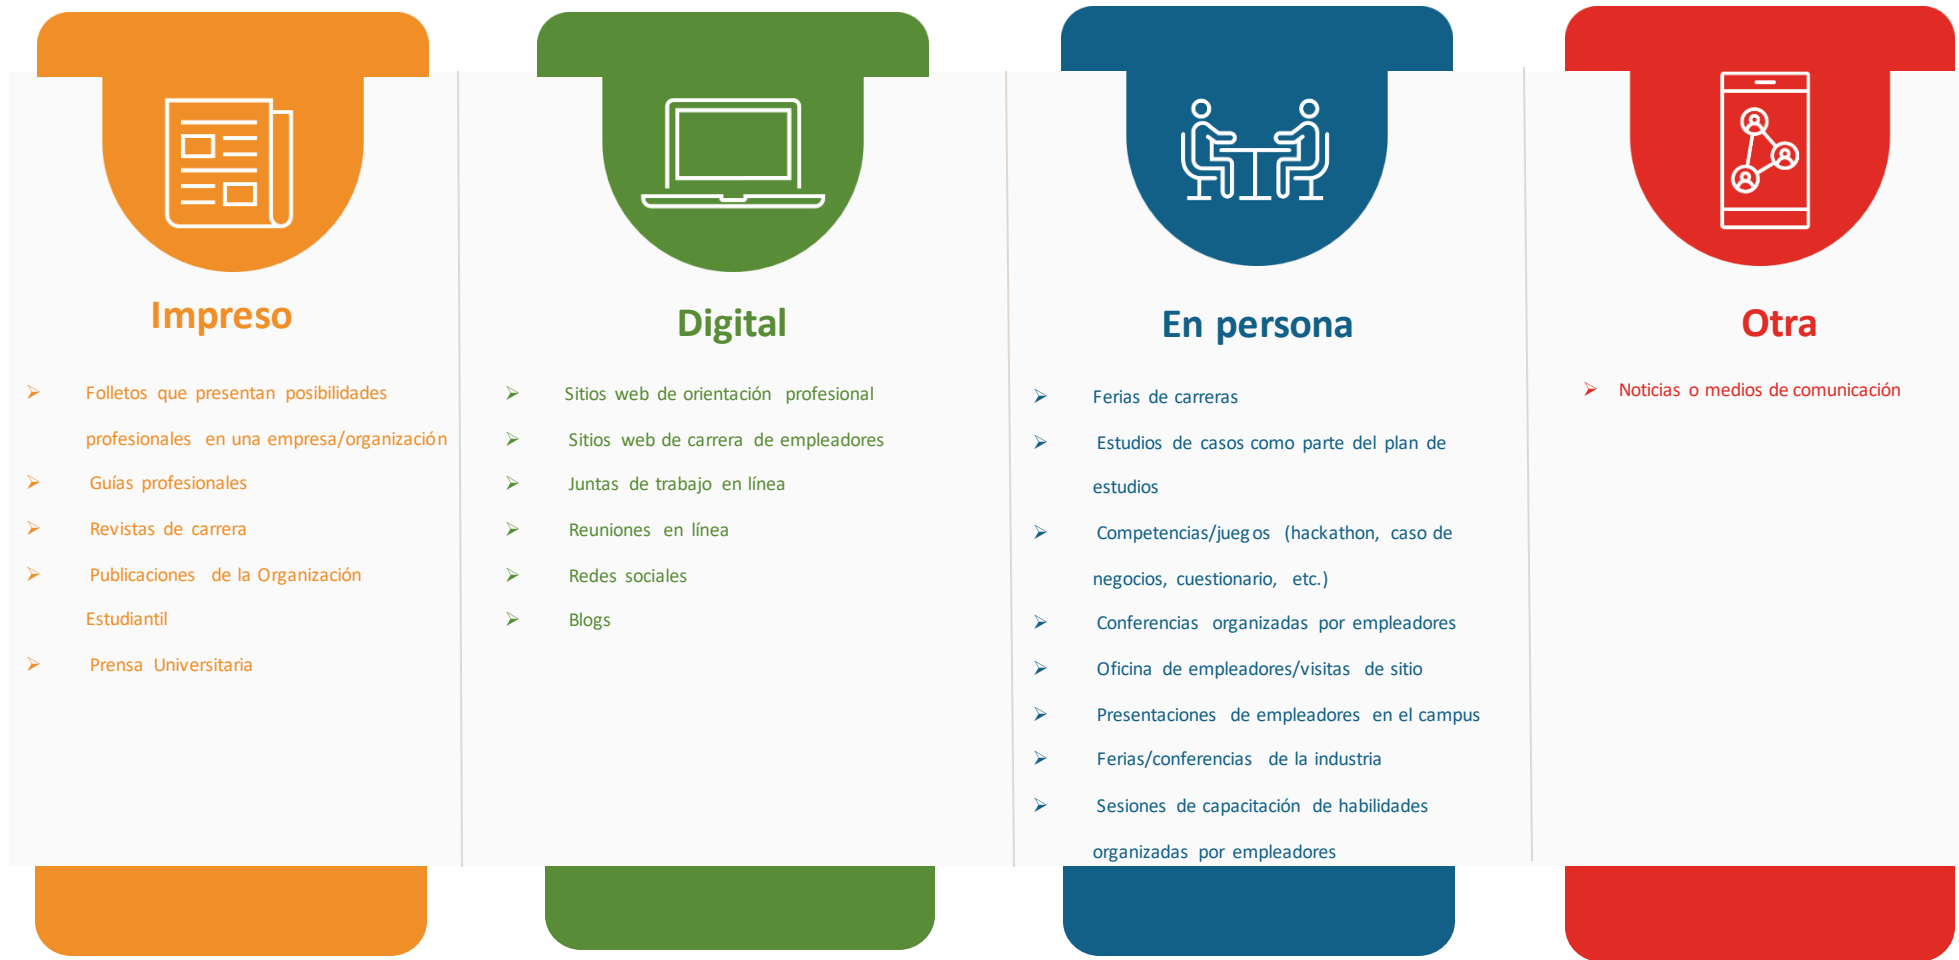 Impreso
Folletos que presentan posibilidades
profesionales en una empresa/organización
Guías profesionales
Revistas de carrera
Publicaciones de la Organización
Estudiantil
Prensa Universitaria
Digital
Sitios web de orientación profesional
Sitios web de carrera de empleadores
Juntas de trabajo en línea
Reuniones en línea
Redes sociales
Blogs
En persona
Ferias de carreras
Estudios de casos como parte del plan de
estudios
Competencias/juegos (hackathon, caso de
negocios, cuestionario, etc.)
Conferencias organizadas por empleadores
Oficina de empleadores/visitas de sitio
Presentaciones de empleadores en el campus
Ferias/conferencias de la industria
Sesiones de capacitación de habilidades
organizadas por empleadores
Otra
Noticias o medios de comunicación